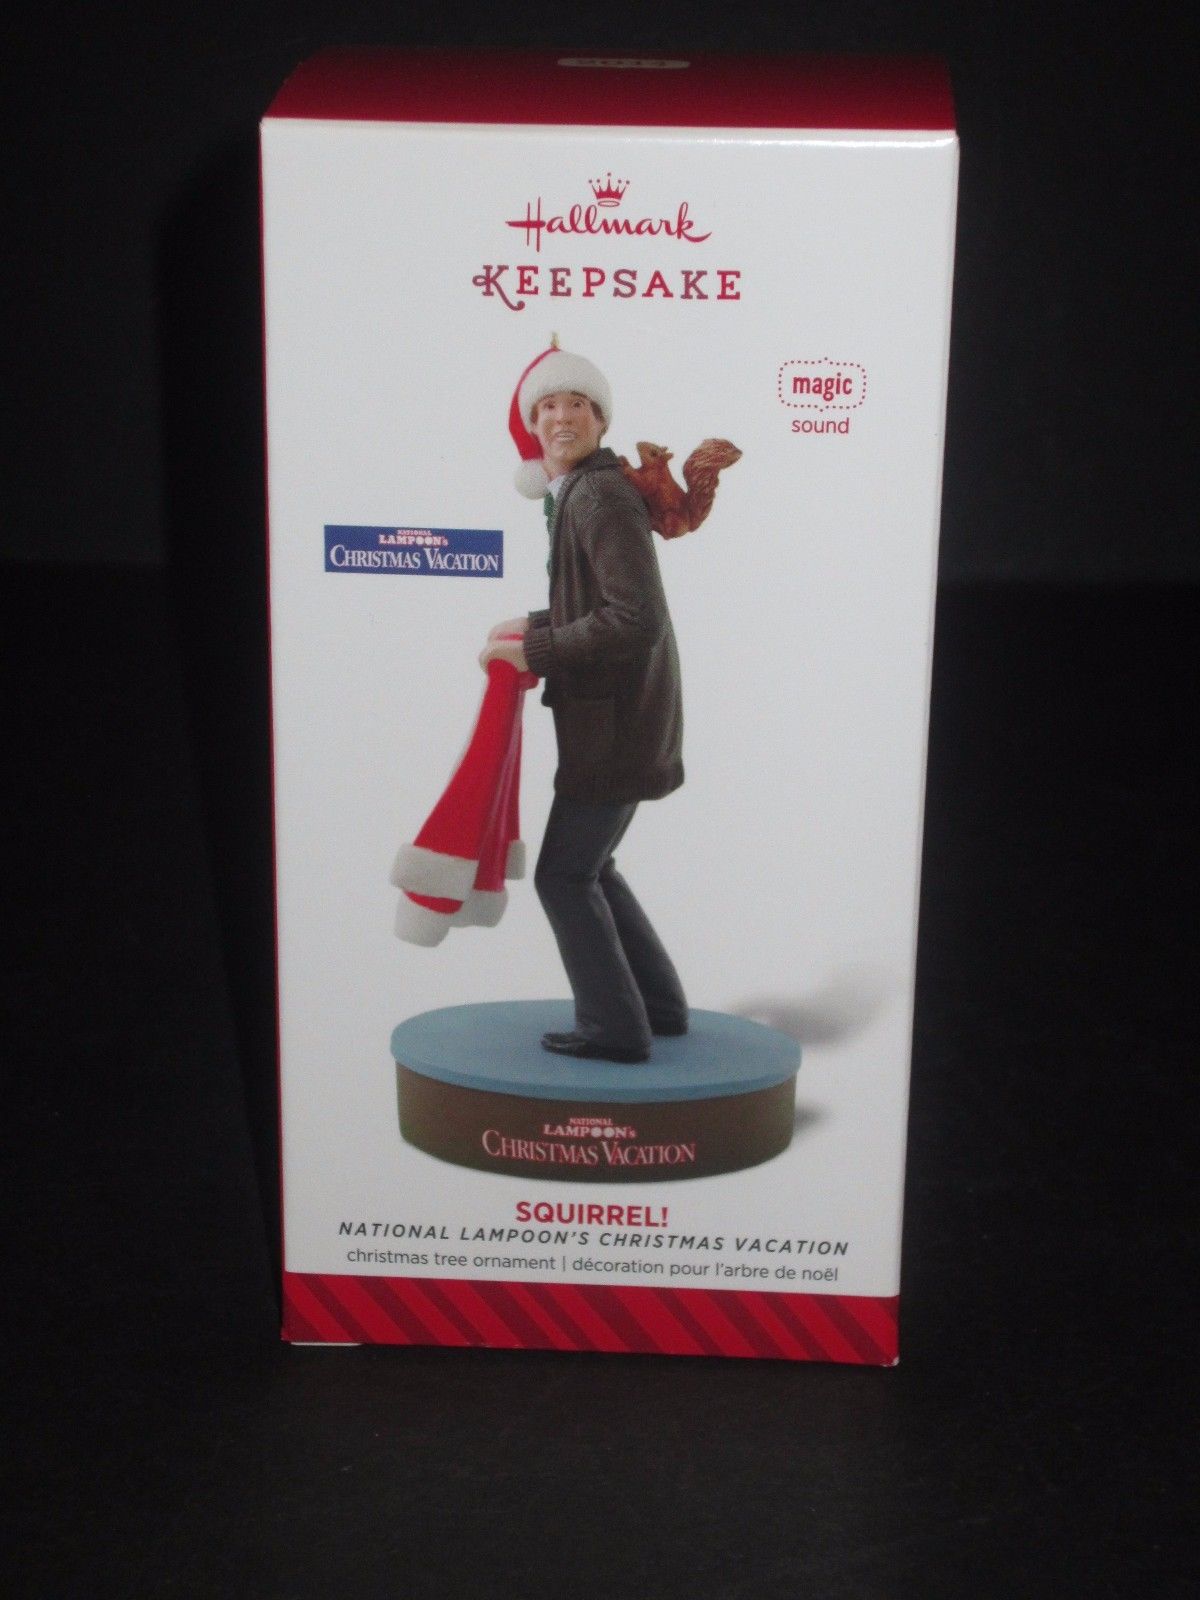 2014
Hallmark
KEEPSAKE
magic
sound
NATIONAL
LAMPOON's
CHRISTMAS VACATION
NATIONAL
LAMPOON's
CHRISTMAS VACATION
SQUIRREL!
NATIONAL LAMPOON'S CHRISTMAS VACATION
christmas tree ornament | décoration pour l'arbre de noël